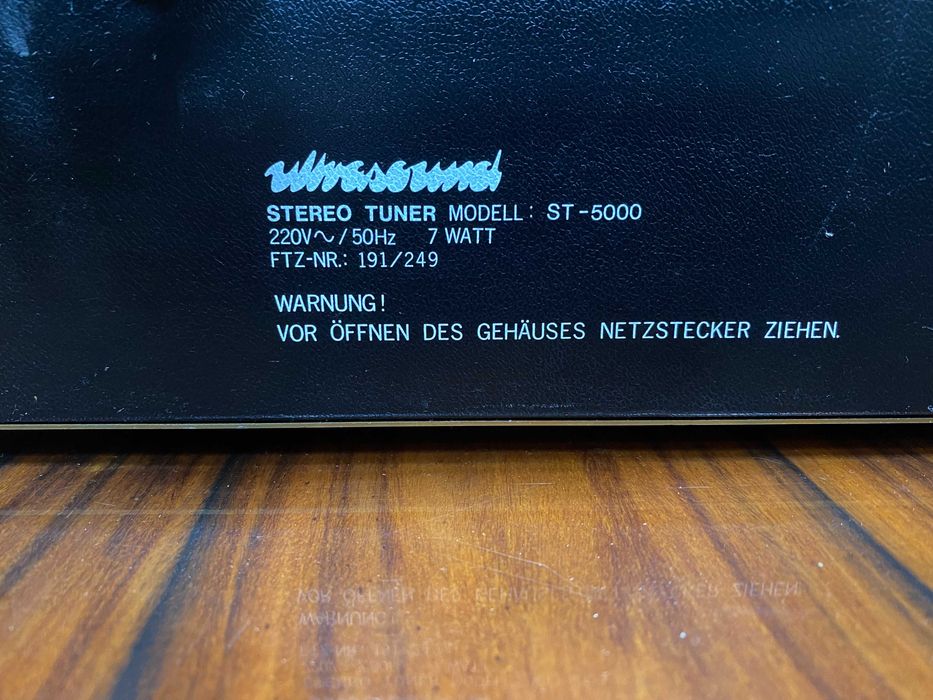 ultrasound
STEREO TUNER MODELL: ST-5000
220V~/50Hz 7 WATT
FTZ-NR.: 191/249
WARNUNG!
VOR ÖFFNEN DES GEHÄUSES NETZSTECKER ZIEHEN.